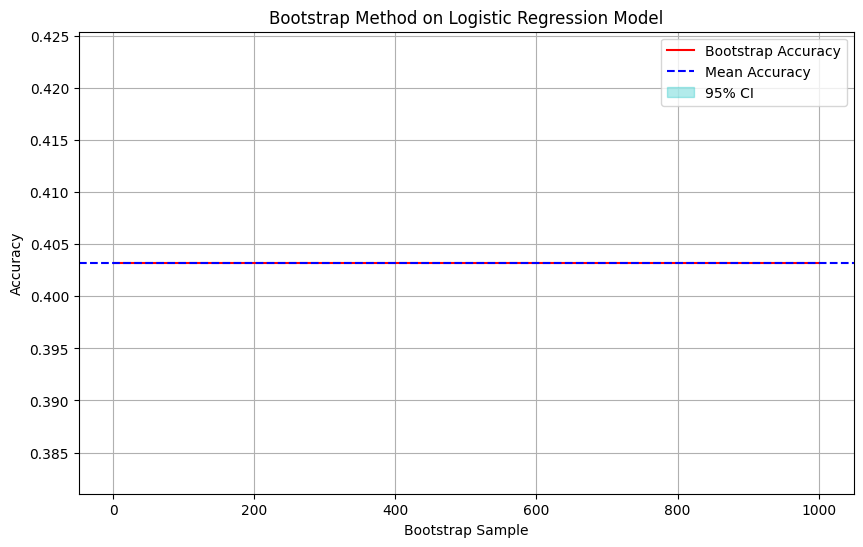 Bootstrap Method on Logistic Regression Model
Bootstrap Accuracy
Mean Accuracy
95% CI
Accuracy
0.425
0.420
0.415
0.410
0.405
0.400
0.395
0.390
0.385
0
200
400
600
800
1000
Bootstrap Sample